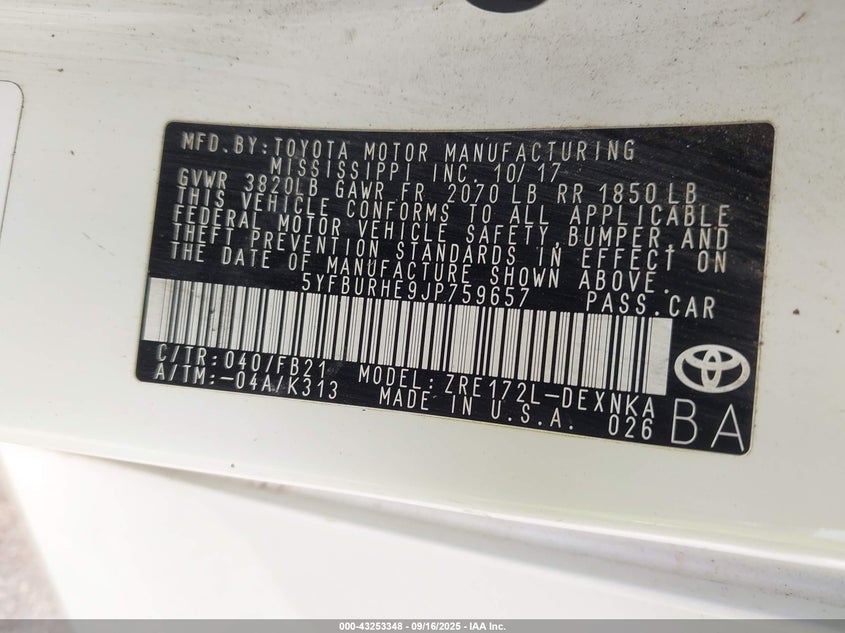 MFD.BY: TOYOTA MOTOR MANUFACTURING
MISSISSIPPI INC. 10/17
GVWR 3820LB GAWR FR 2070 LB RR 1850 LB
THIS VEHICLE CONFORMS TO ALL APPLICABLE
FEDERAL MOTOR VEHICLE SAFETY, BUMPER, AND
THEFT PREVENTION STANDARDS IN EFFECT ON
THE DATE OF MANUFACTURE SHOWN ABOVE.
5YFBURHE9JP759657 PASS.CAR
C/TR: 040/FB21
A/TM: -04A/K313 MODEL: ZRE172L-DEXNKA
MADE IN U.S.A. 026
BA
000-43253348 | 09/16/2025 | IAA Inc.